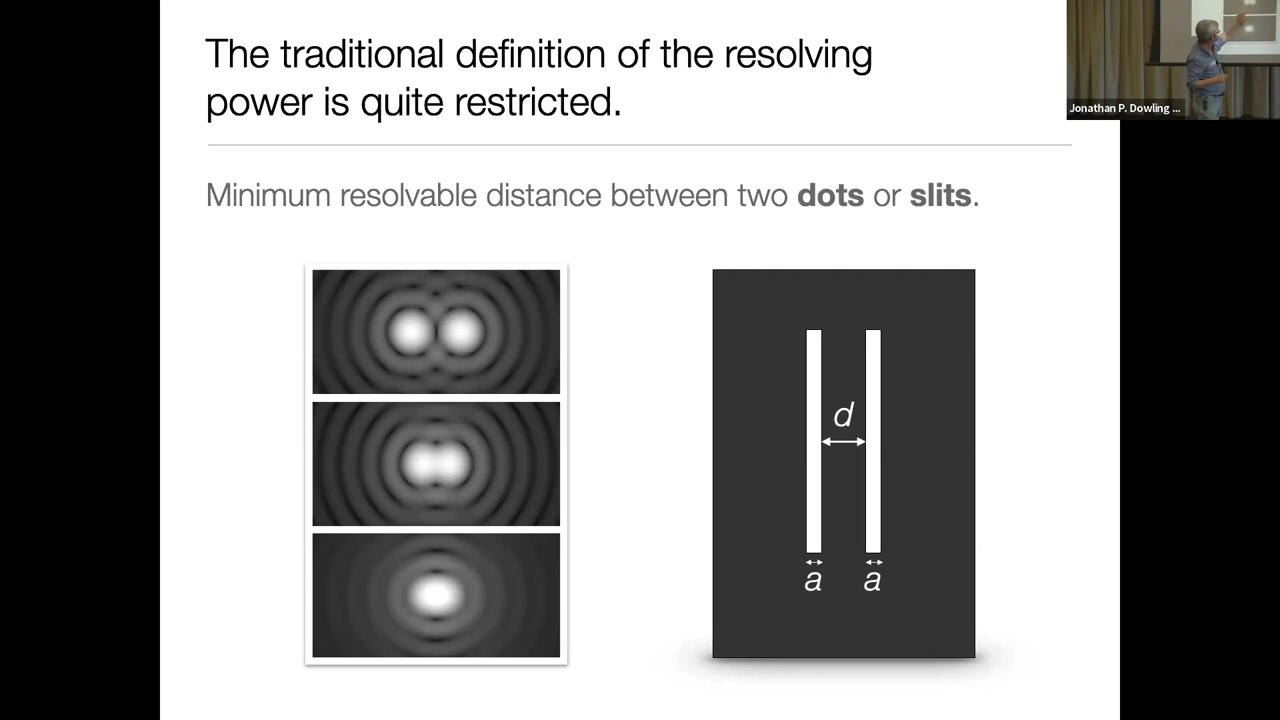 The traditional definition of the resolving
power is quite restricted.
Jonathan P. Dowling ...
Minimum resolvable distance between two dots or slits.
d
a a